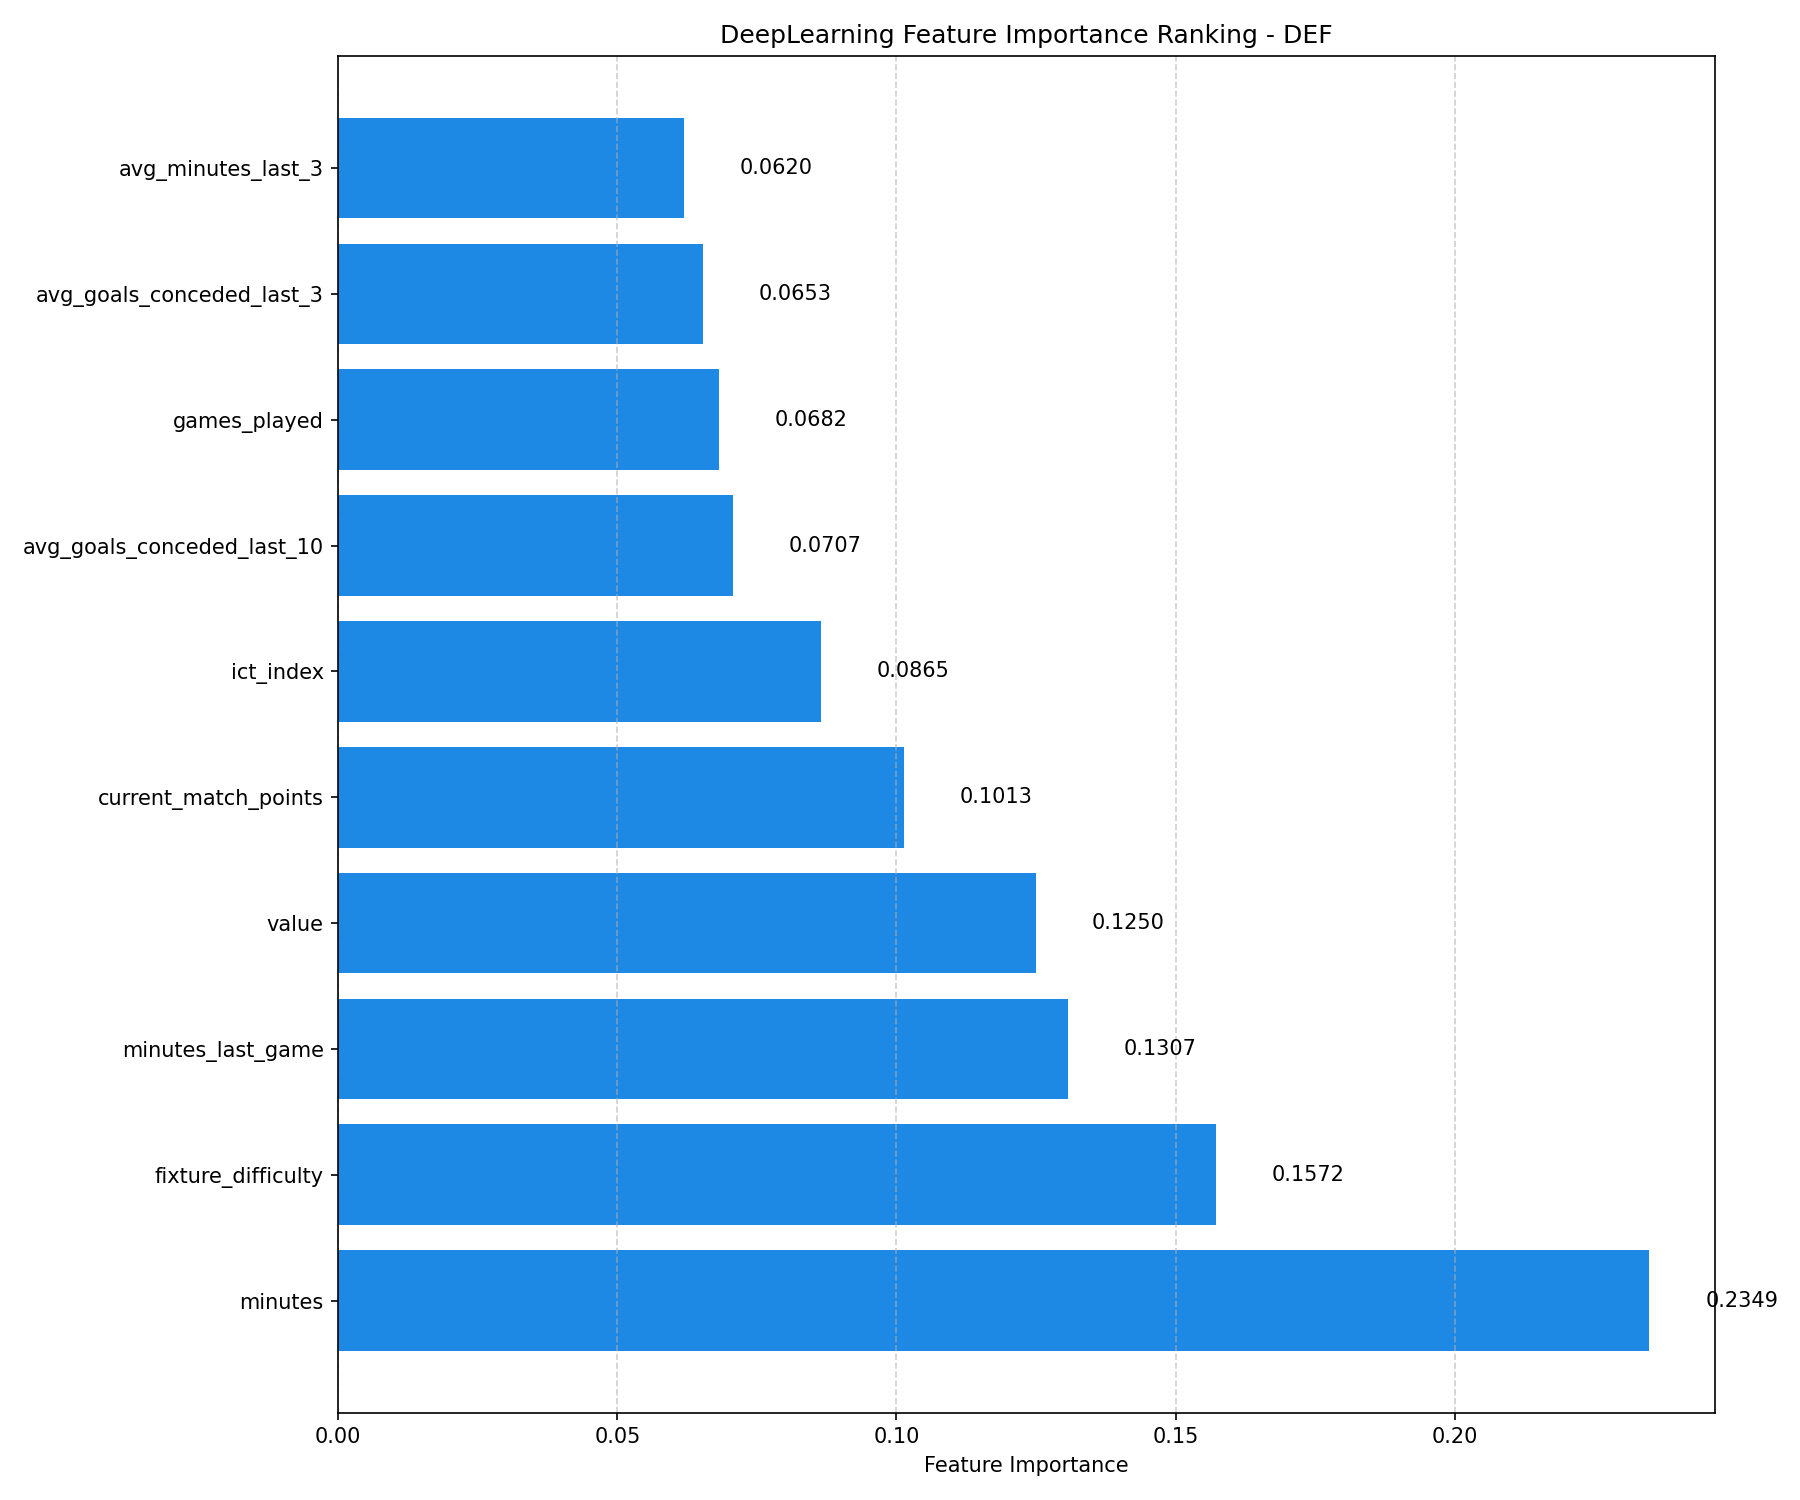 DeepLearning Feature Importance Ranking - DEF
avg_minutes_last_3 0.0620
avg_goals_conceded_last_3 0.0653
games_played 0.0682
avg_goals_conceded_last_10 0.0707
ict_index 0.0865
current_match_points 0.1013
value 0.1250
minutes_last_game 0.1307
fixture_difficulty 0.1572
minutes 0.2349
0.00 0.05 0.10 0.15 0.20
Feature Importance